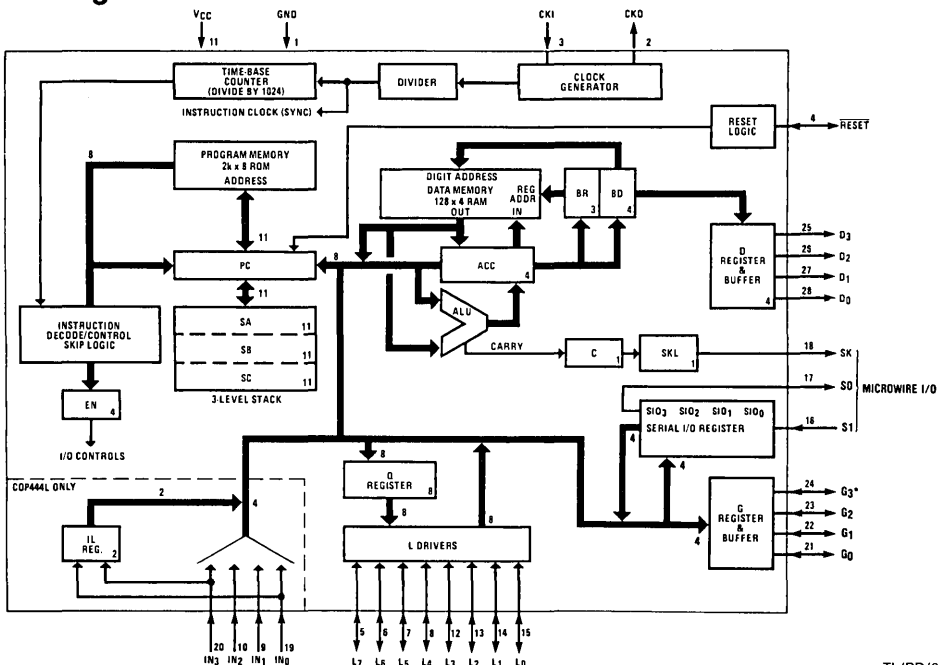 VCC GND CKI CKO
11 1 3 2
TIME-BASE
COUNTER
(DIVIDE BY 1024)
DIVIDER
CLOCK
GENERATOR
INSTRUCTION CLOCK (SYNC)
RESET
LOGIC
4 RESET
8
PROGRAM MEMORY
2k x 8 ROM
ADDRESS
DIGIT ADDRESS
DATA MEMORY
128 x 4 RAM
OUT
REG
ADDR
IN
BR
3
BD
4
11
PC
8
ACC
4
D
REGISTER
&
BUFFER
4
25 D3
26 D2
27 D1
28 D0
11
SA 11
SB 11
SC 11
3-LEVEL STACK
INSTRUCTION
DECODE/CONTROL
SKIP LOGIC
EN
4
I/O CONTROLS
ALU
CARRY
C
1
SKL
1
18 SK
17 SO
16 S1
MICROWIRE I/O
SIO3 SIO2 SIO1 SIO0
SERIAL I/O REGISTER
4
4
COP444L ONLY
2
4
IL
REG.
2
8
Q
REGISTER
8
8
8
L DRIVERS
4
G
REGISTER
&
BUFFER
24 G3*
23 G2
22 G1
21 G0
20 10 9 19
IN3 IN2 IN1 IN0
5 6 7 8 12 13 14 15
L7 L6 L5 L4 L3 L2 L1 L0